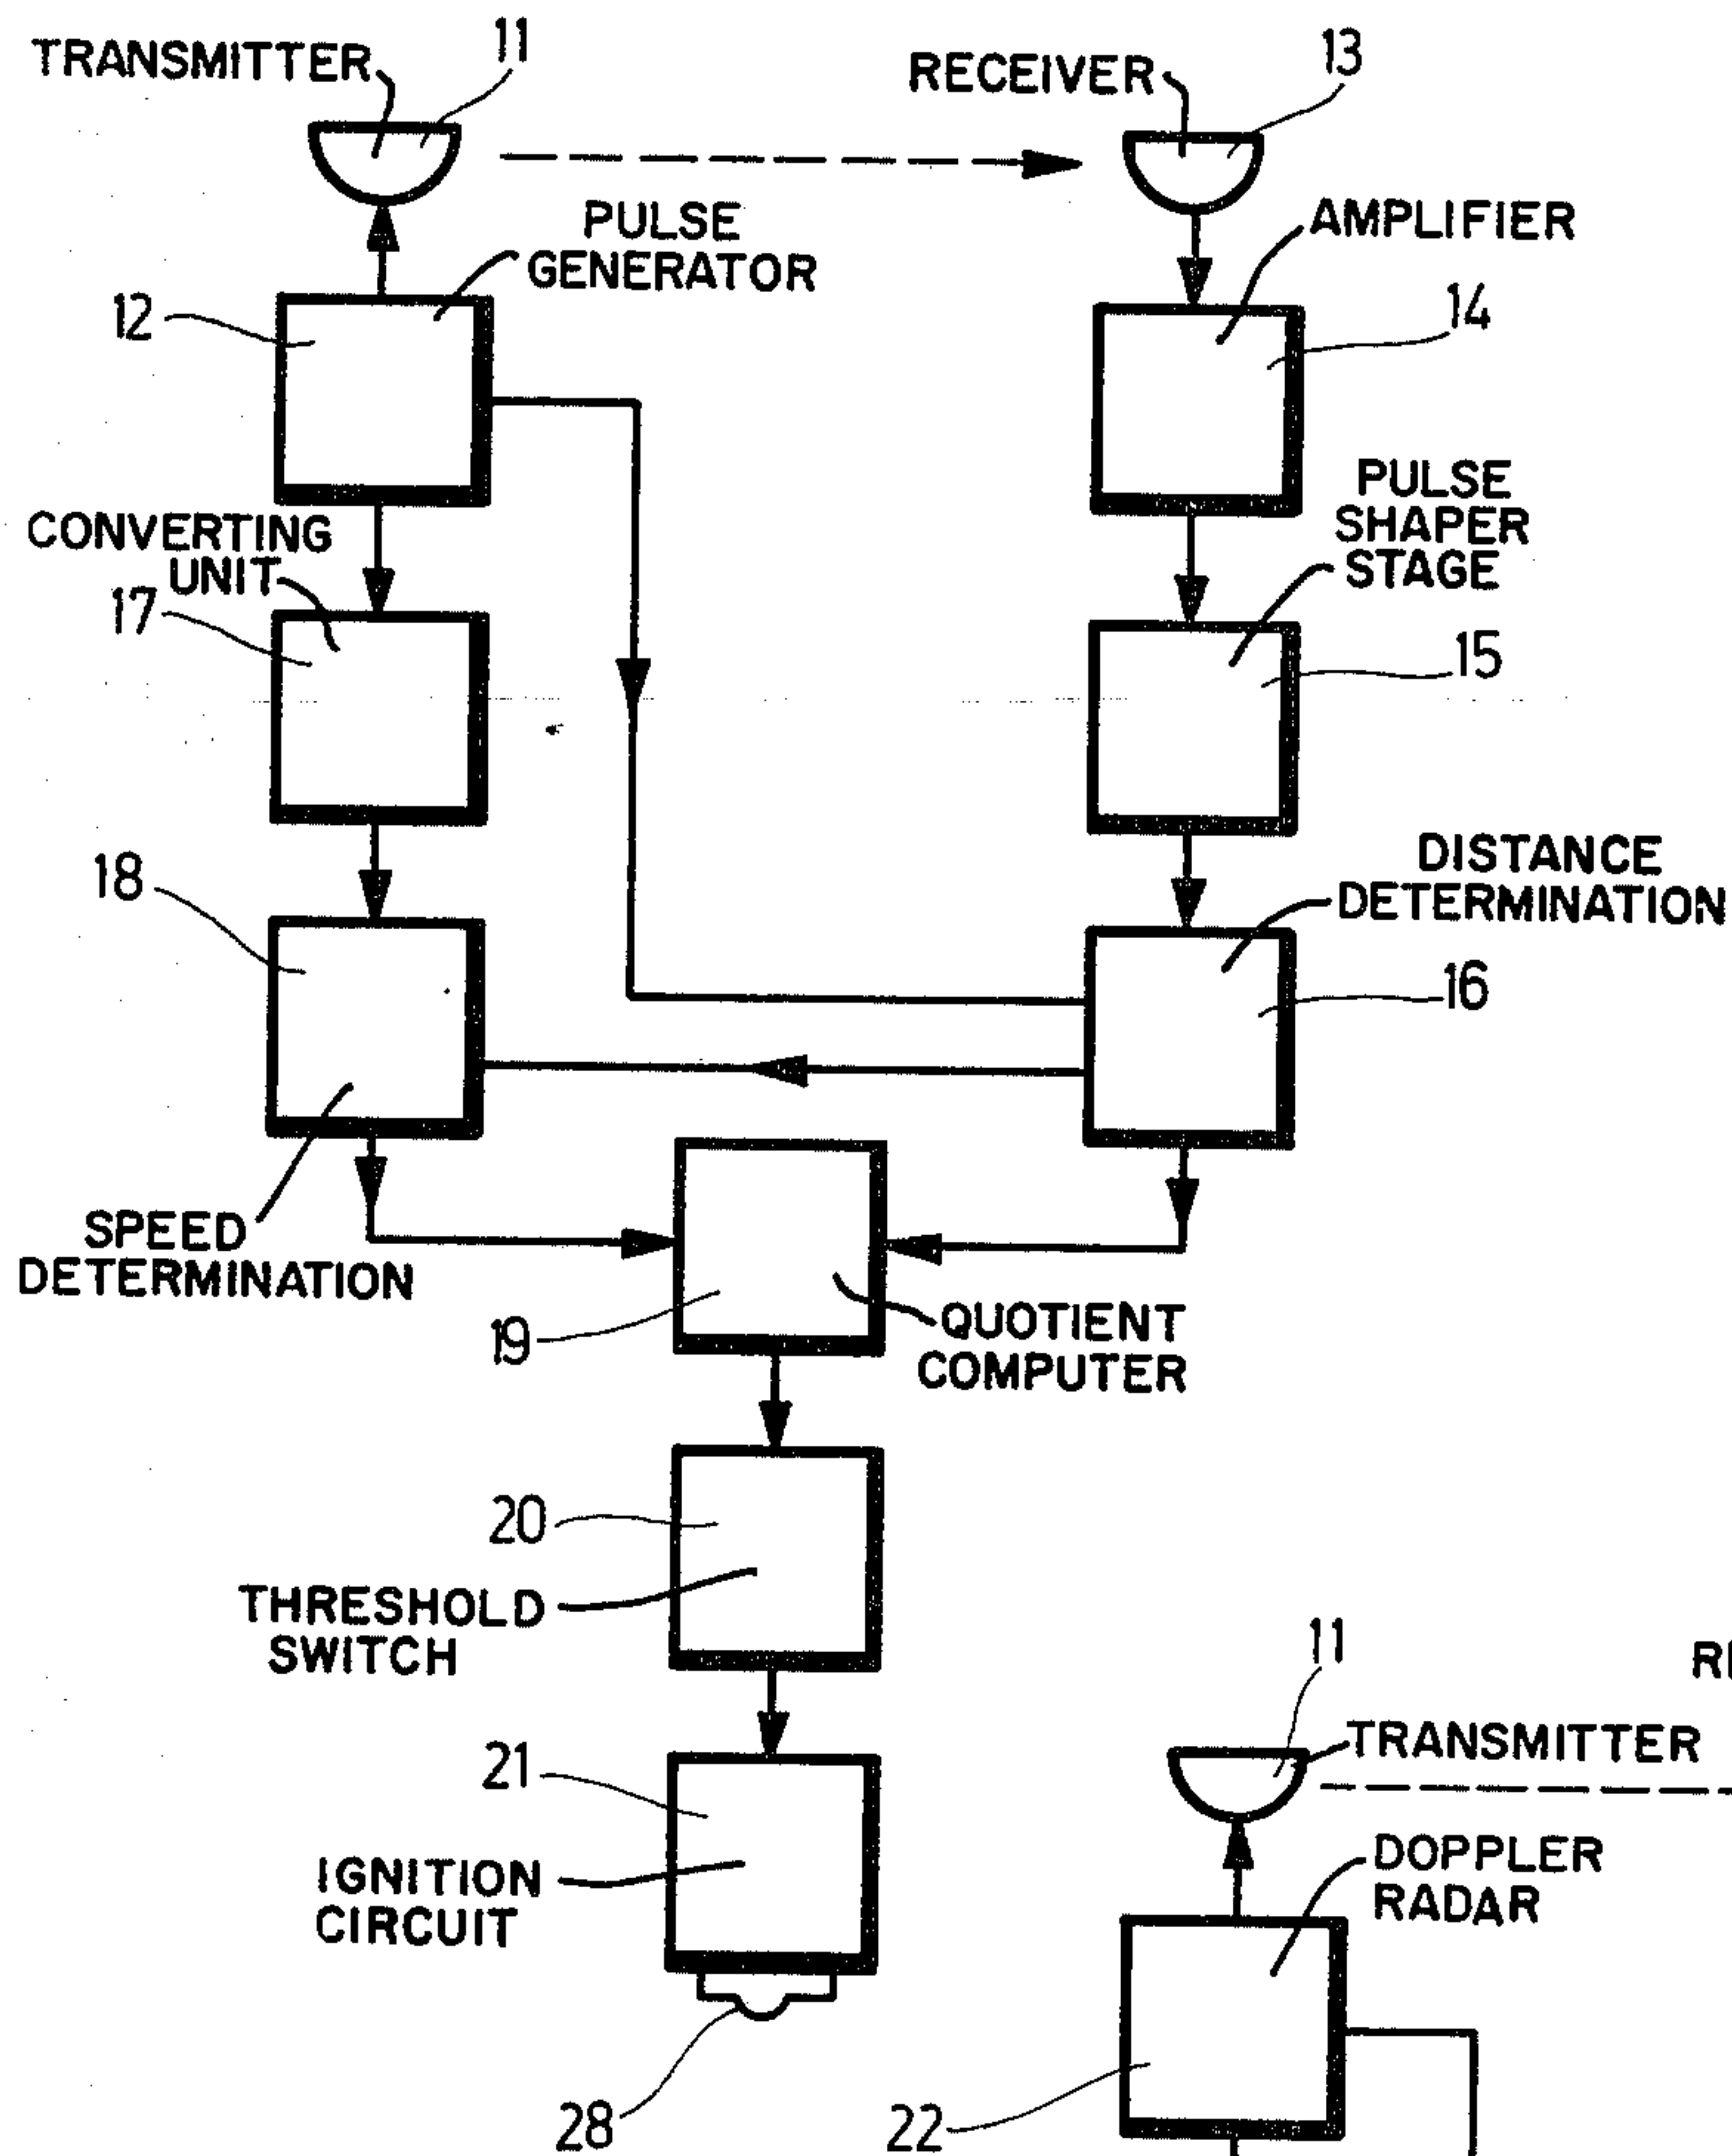 TRANSMITTER
11
RECEIVER
13
PULSE
GENERATOR
AMPLIFIER
12
14
CONVERTING
UNIT
17
PULSE
SHAPER
STAGE
15
18
DISTANCE
DETERMINATION
16
SPEED
DETERMINATION
19
QUOTIENT
COMPUTER
20
THRESHOLD
SWITCH
21
IGNITION
CIRCUIT
28
11
TRANSMITTER
DOPPLER
RADAR
22